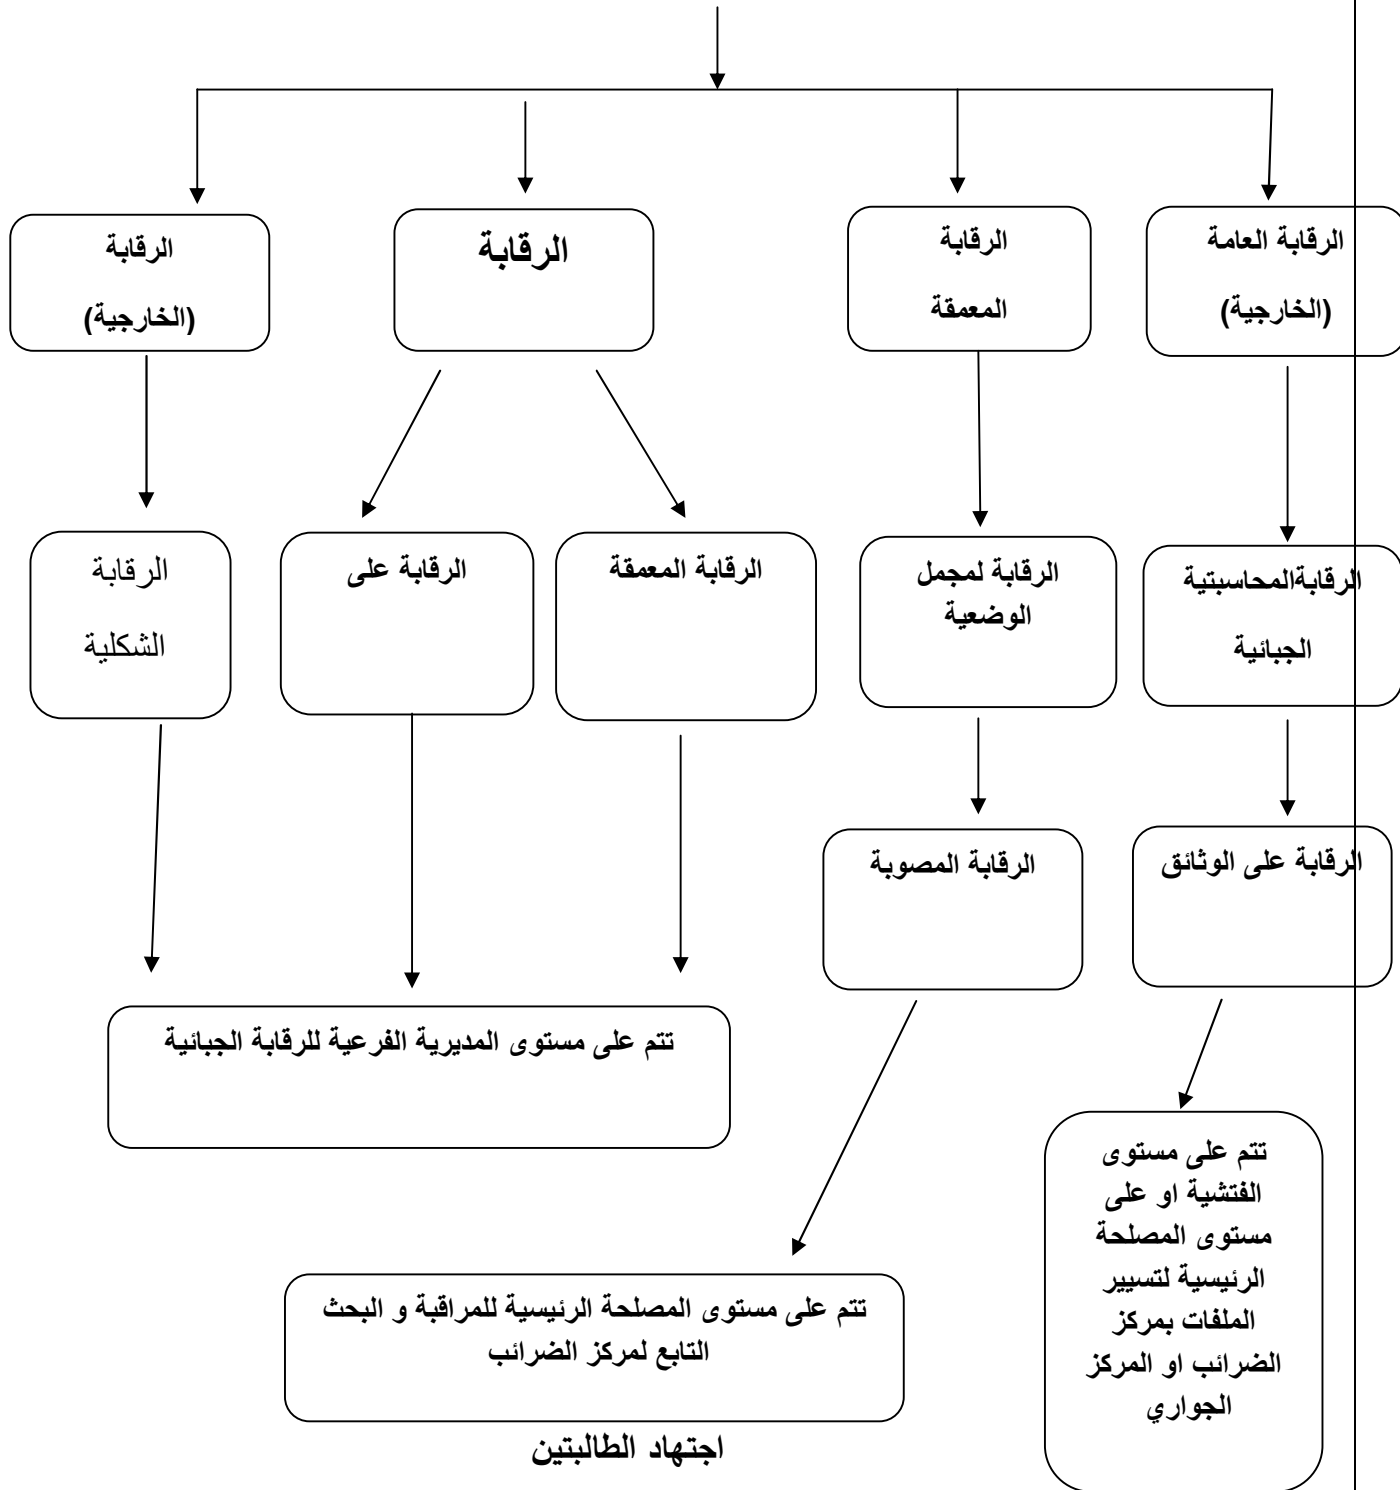 الرقابة العامة
(الخارجية)
الرقابة
المعمقة
الرقابة
الرقابة
(الخارجية)
الرقابةالمحاسبتية
الجبائية
الرقابة لمجمل
الوضعية
الرقابة المعمقة
الرقابة على
الرقابة
الشكلية
الرقابة على الوثائق
الرقابة المصوبة
تتم على مستوى المديرية الفرعية للرقابة الجبائية
تتم على مستوى
الفتشية او على
مستوى المصلحة
الرئيسية لتسيير
الملفات بمركز
الضرائب او المركز
الجواري
تتم على مستوى المصلحة الرئيسية للمراقبة و البحث
التابع لمركز الضرائب
اجتهاد الطالبتين